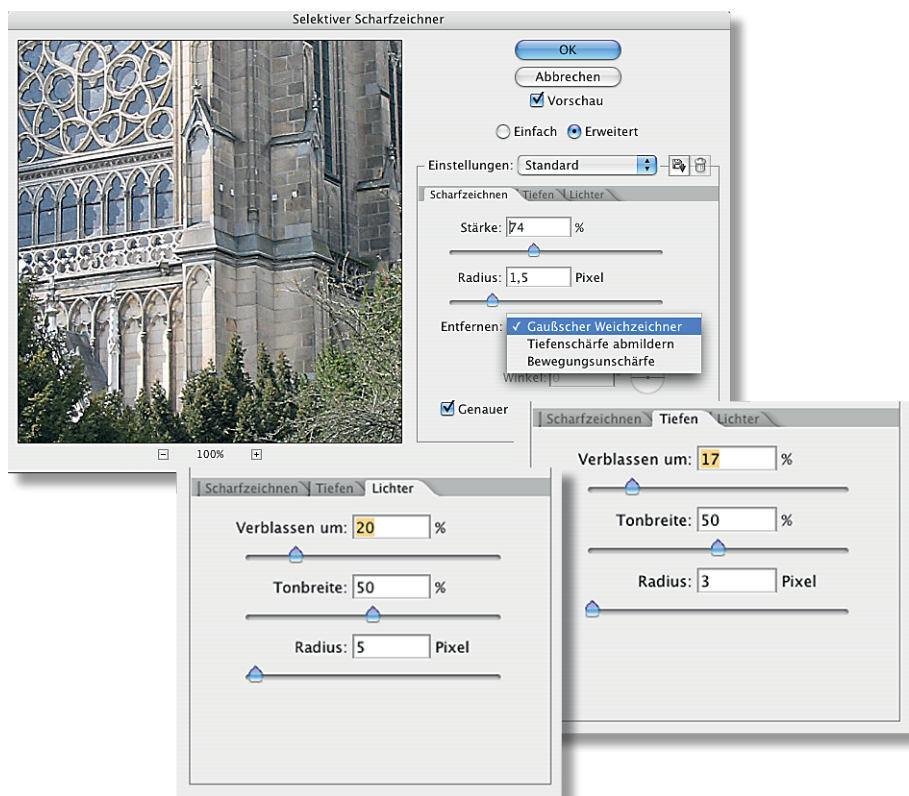 Selektiver Scharfzeichner
OK
Abbrechen
Vorschau
Einfach Erweitert
Einstellungen: Standard
Scharfzeichnen Tiefen Lichter
Stärke: 74 %
Radius: 1,5 Pixel
Entfernen: ✓ Gaußscher Weichzeichner
Tiefenschärfe abmildern
Bewegungsunschärfe
Winkel: 0
Genauer
100%
Scharfzeichnen Tiefen Lichter
Verblassen um: 17 %
Tonbreite: 50 %
Radius: 3 Pixel
Scharfzeichnen Tiefen Lichter
Verblassen um: 20 %
Tonbreite: 50 %
Radius: 5 Pixel